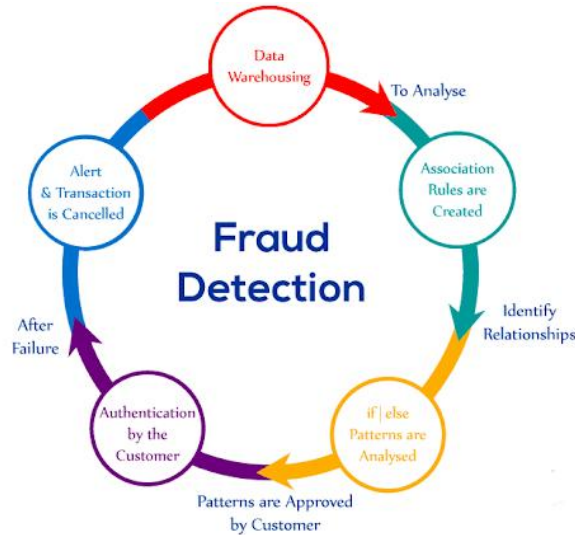 Data
Warehousing
To Analyse
Association
Rules are
Created
Identify
Relationships
if | else
Patterns are
Analysed
Patterns are Approved
by Customer
Authentication
by the
Customer
After
Failure
Alert
& Transaction
is Cancelled
Fraud
Detection